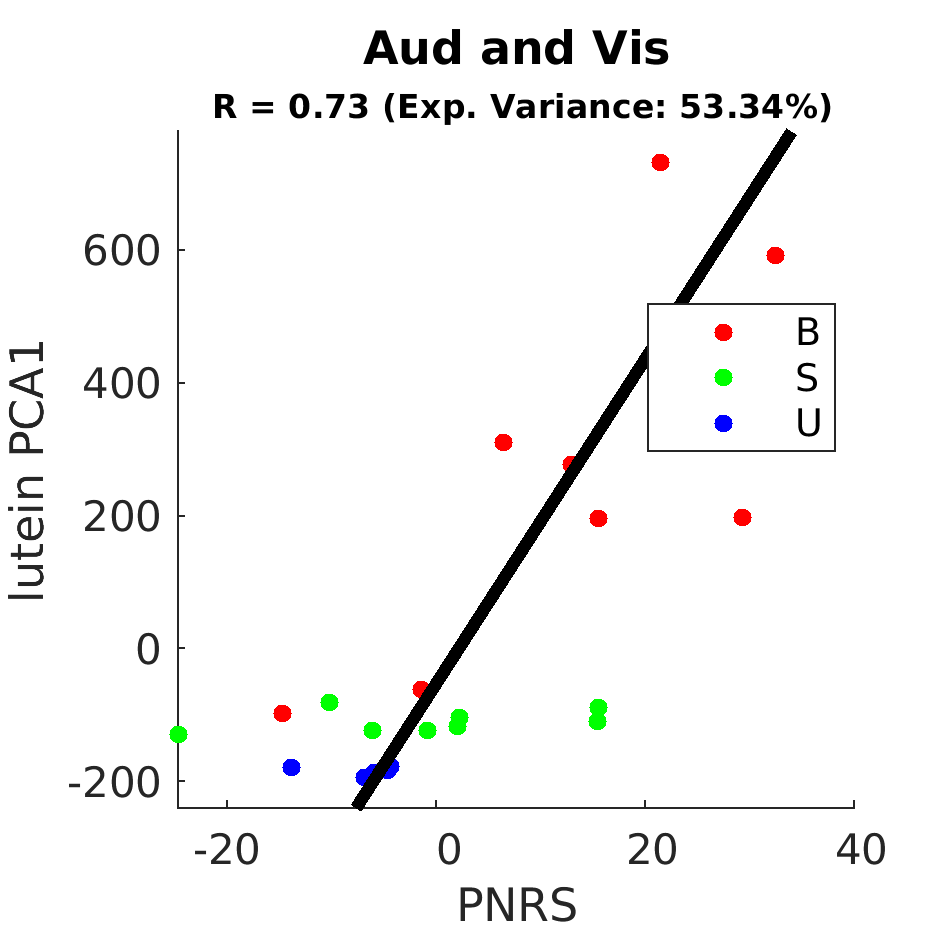 Aud and Vis
R = 0.73 (Exp. Variance: 53.34%)
600
400
200
0
-200
lutein PCA1
B
S
U
-20
0
20
40
PNRS